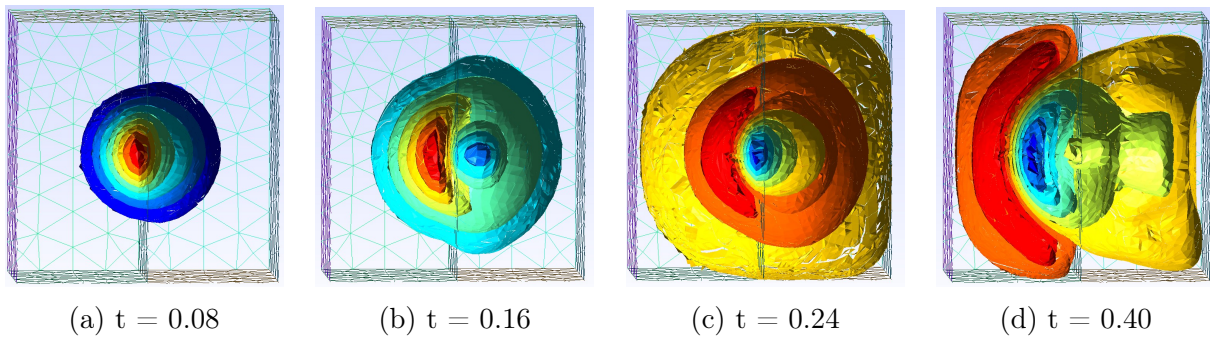 (a) t = 0.08
(b) t = 0.16
(c) t = 0.24
(d) t = 0.40